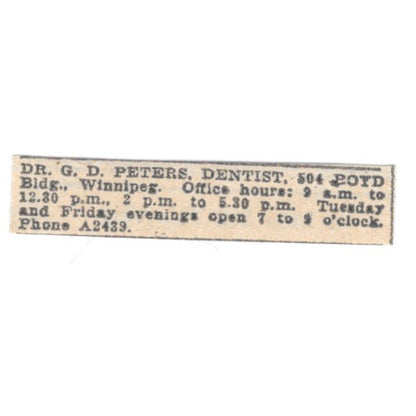 DR. G. D. PETERS, DENTIST, 504 BOYD
Bldg., Winnipeg. Office hours: 9 a.m. to
12.30 p.m., 2 p.m. to 5.30 p.m. Tuesday
and Friday evenings open 7 to 9 o'clock.
Phone A2439.